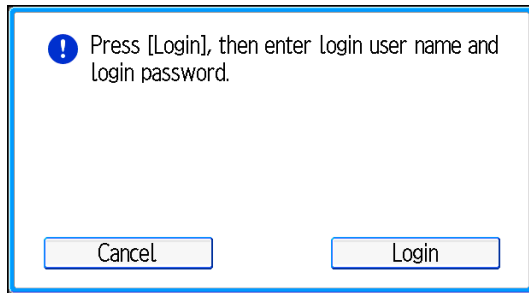 Press [Login], then enter login user name and
login password.
Cancel
Login